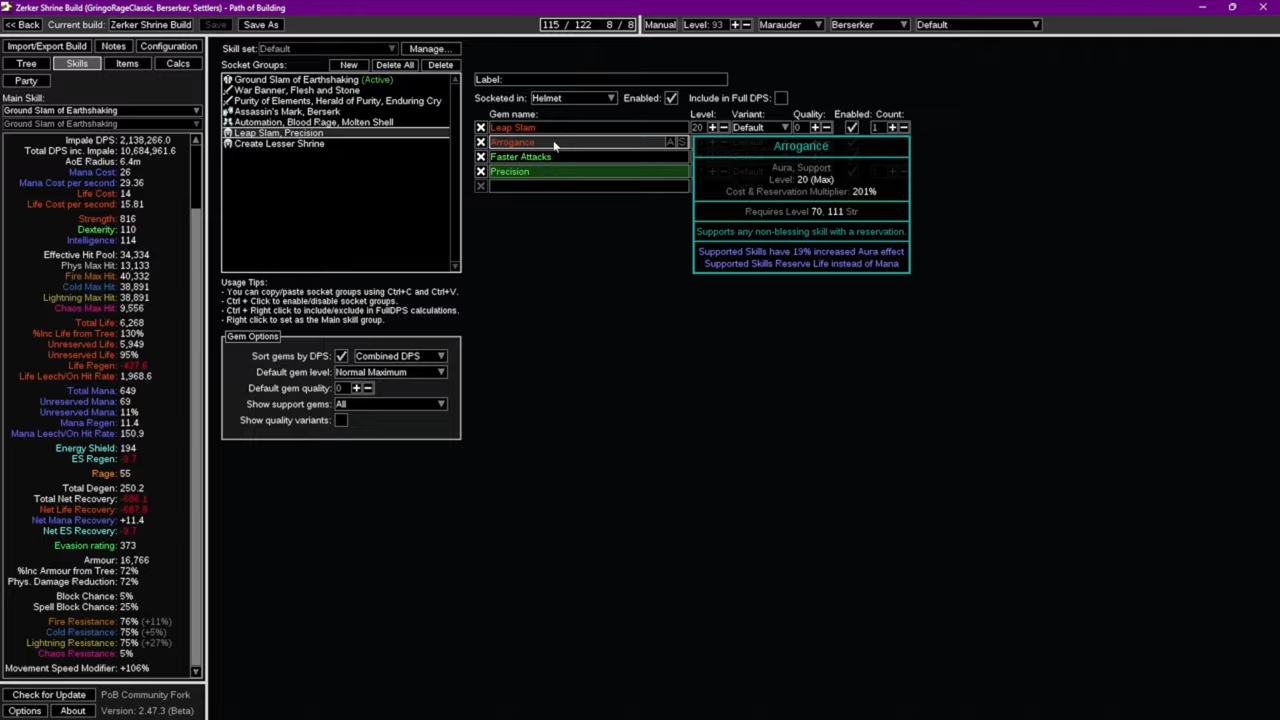 Zerker Shrine Build (GringoRageClassic, Berserker, Settlers) - Path of Building
<< Back Current build: Zerker Shrine Build Save Save As 115 / 122 8 / 8 Manual Level: 93 + - Marauder Berserker Default
Import/Export Build Notes Configuration
Tree Skills Items Calcs
Party
Main Skill:
Ground Slam of Earthshaking
Ground Slam of Earthshaking
Impale DPS: 2,138,266.0
Total DPS inc. Impale: 10,684,961.6
AoE Radius: 6.4m
Mana Cost: 26
Mana Cost per second: 29.36
Life Cost: 14
Life Cost per second: 15.81
Strength: 816
Dexterity: 110
Intelligence: 114
Effective Hit Pool: 34,334
Phys Max Hit: 13,133
Fire Max Hit: 40,332
Cold Max Hit: 38,891
Lightning Max Hit: 38,891
Chaos Max Hit: 9,556
Total Life: 6,268
%Inc Life from Tree: 130%
Unreserved Life: 5,949
Unreserved Life: 95%
Life Regen: -427.6
Life Leech/On Hit Rate: 1,968.6
Total Mana: 649
Unreserved Mana: 69
Unreserved Mana: 11%
Mana Regen: 11.4
Mana Leech/On Hit Rate: 150.9
Energy Shield: 194
ES Regen: -9.7
Rage: 55
Total Degen: 250.2
Total Net Recovery: -686.1
Net Life Recovery: -687.8
Net Mana Recovery: +11.4
Net ES Recovery: -9.7
Evasion rating: 373
Armour: 16,766
%Inc Armour from Tree: 72%
Phys. Damage Reduction: 72%
Block Chance: 5%
Spell Block Chance: 25%
Fire Resistance: 76% (+11%)
Cold Resistance: 75% (+5%)
Lightning Resistance: 75% (+27%)
Chaos Resistance: 5%
Movement Speed Modifier: +106%
Check for Update PoB Community Fork
Options About Version: 2.47.3 (Beta)
Skill set: Default Manage...
Socket Groups: New Delete All Delete
Ground Slam of Earthshaking (Active)
War Banner, Flesh and Stone
Purity of Elements, Herald of Purity, Enduring Cry
Assassin's Mark, Berserk
Automation, Blood Rage, Molten Shell
Leap Slam, Precision
Create Lesser Shrine
Usage Tips:
- You can copy/paste socket groups using Ctrl+C and Ctrl+V.
- Ctrl + Click to enable/disable socket groups.
- Ctrl + Right click to include/exclude in FullDPS calculations.
- Right click to set as the Main skill group.
Gem Options
Sort gems by DPS: Combined DPS
Default gem level: Normal Maximum
Default gem quality: 0 + -
Show support gems: All
Show quality variants:
Label:
Socketed in: Helmet Enabled: Include in Full DPS:
Gem name: Level: Variant: Quality: Enabled: Count:
X Leap Slam 20 + - Default 0 + - 1 + -
X Arrogance A S
X Faster Attacks
X Precision
X
Arrogance
Aura, Support
Level: 20 (Max)
Cost & Reservation Multiplier: 201%
Requires Level 70, 111 Str
Supports any non-blessing skill with a reservation.
Supported Skills have 19% increased Aura effect
Supported Skills Reserve Life instead of Mana